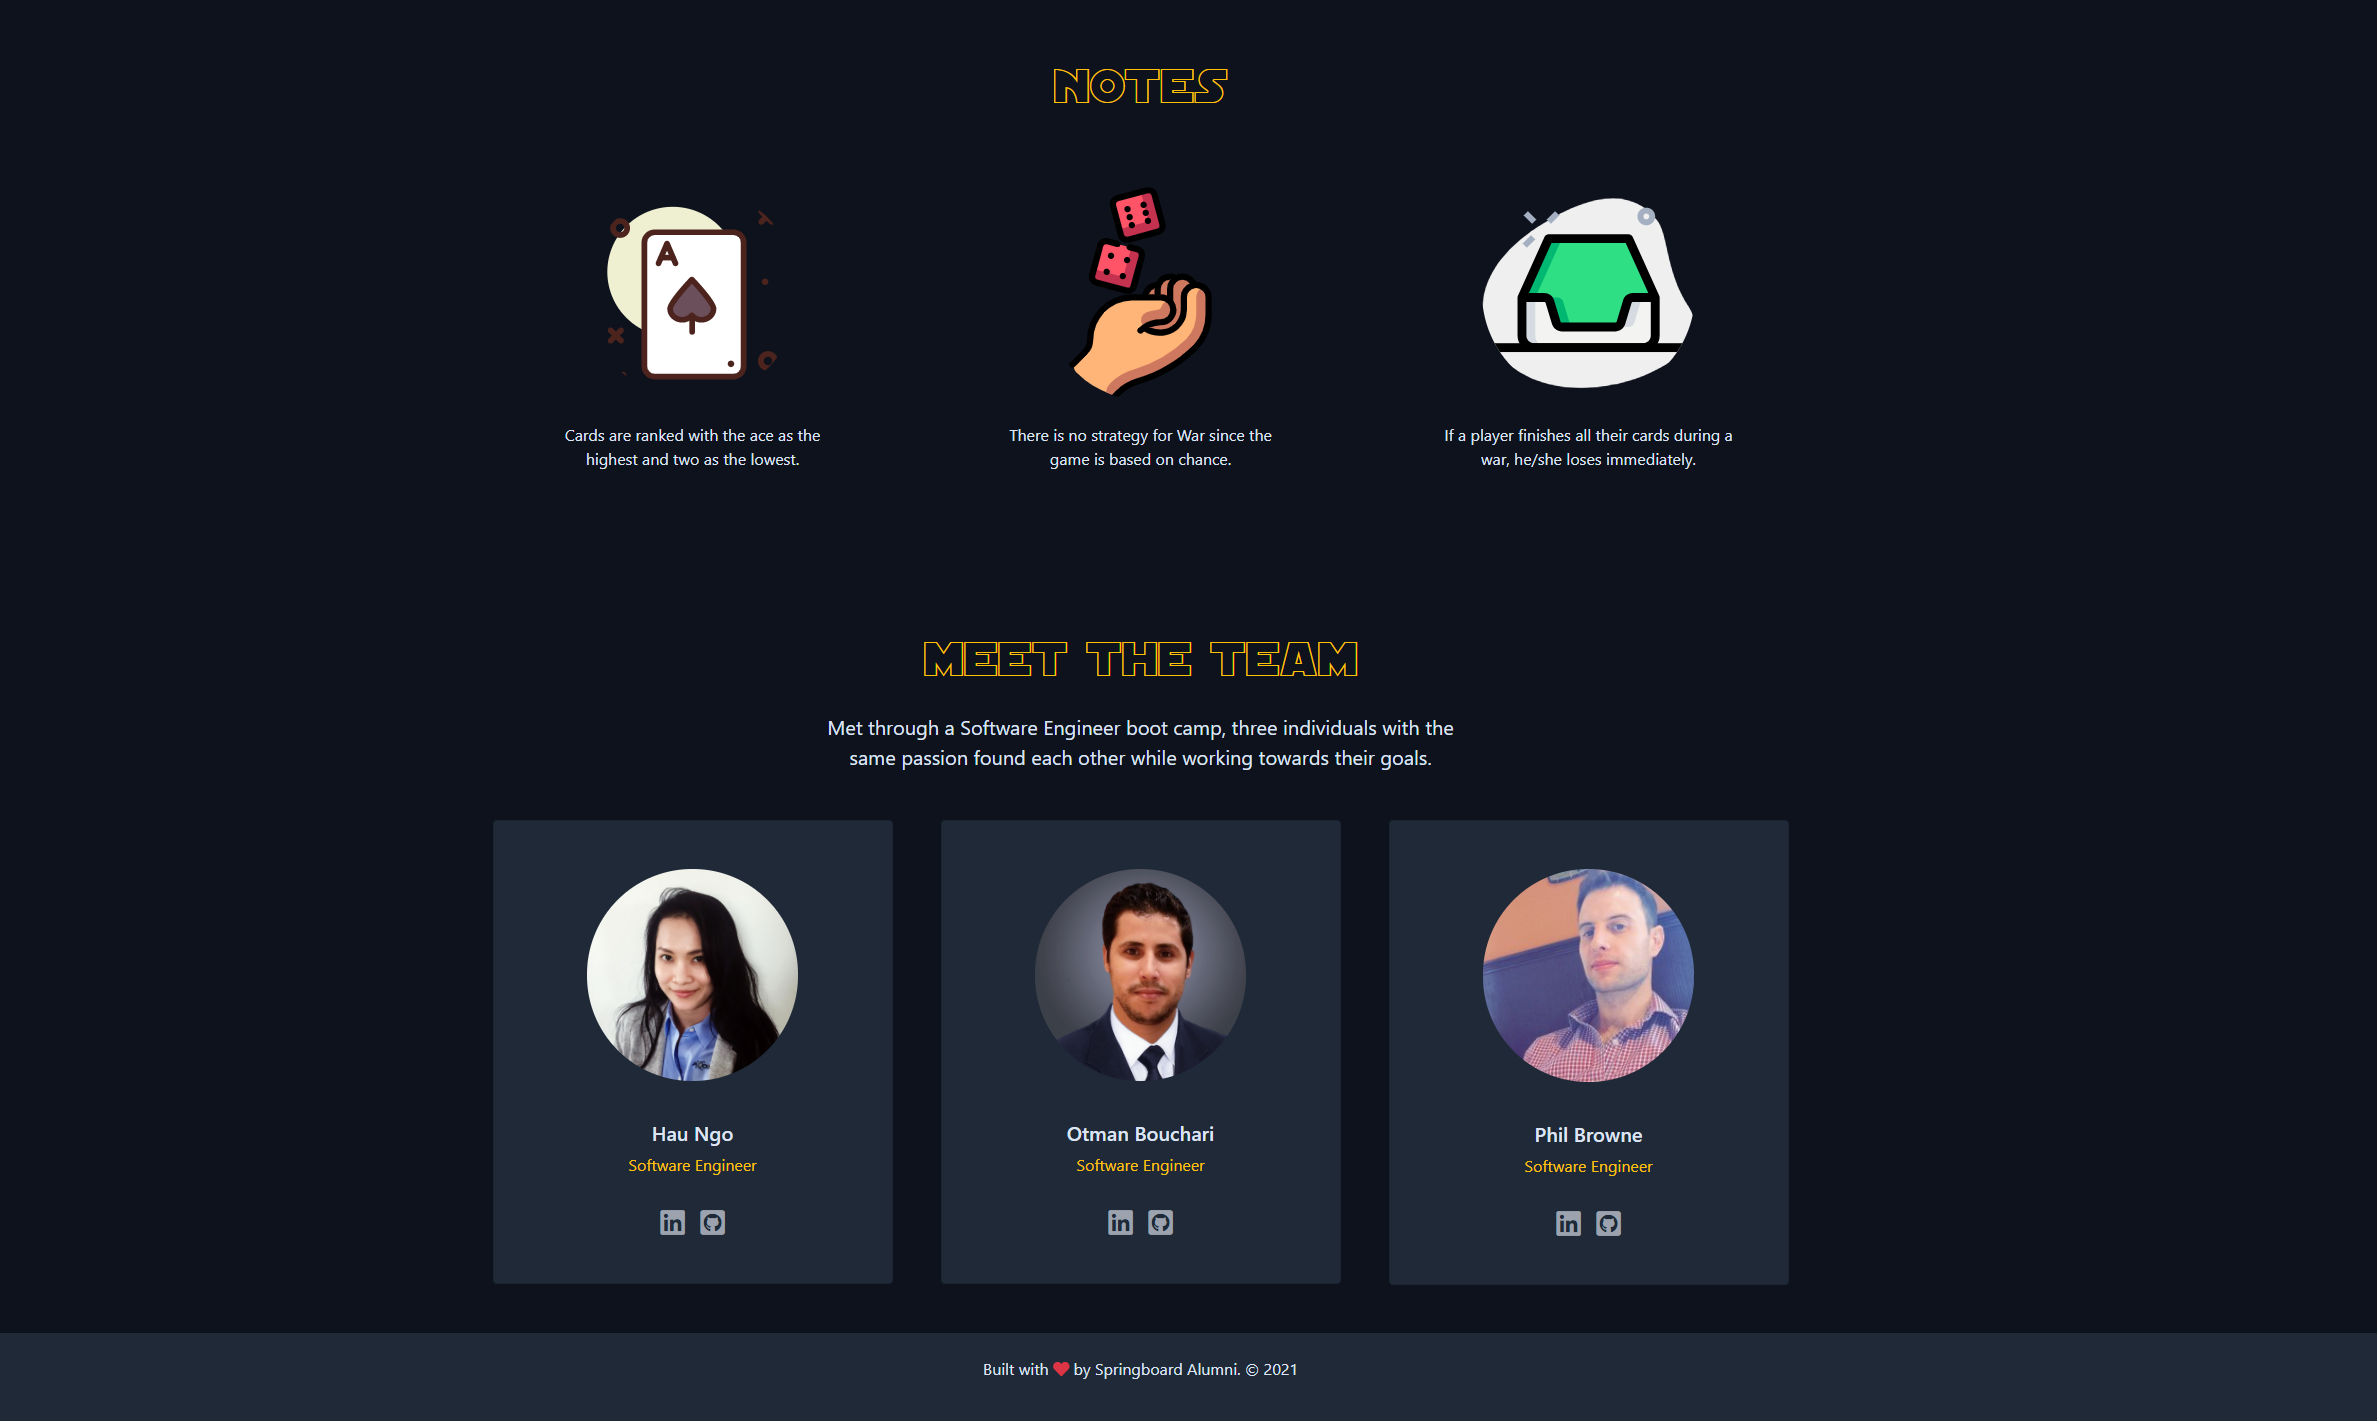 NOTES
A
Cards are ranked with the ace as the
highest and two as the lowest.
There is no strategy for War since the
game is based on chance.
If a player finishes all their cards during a
war, he/she loses immediately.
MEET THE TEAM
Met through a Software Engineer boot camp, three individuals with the
same passion found each other while working towards their goals.
Hau Ngo
Software Engineer
in
Otman Bouchari
Software Engineer
in
Phil Browne
Software Engineer
in
Built with ❤ by Springboard Alumni. © 2021